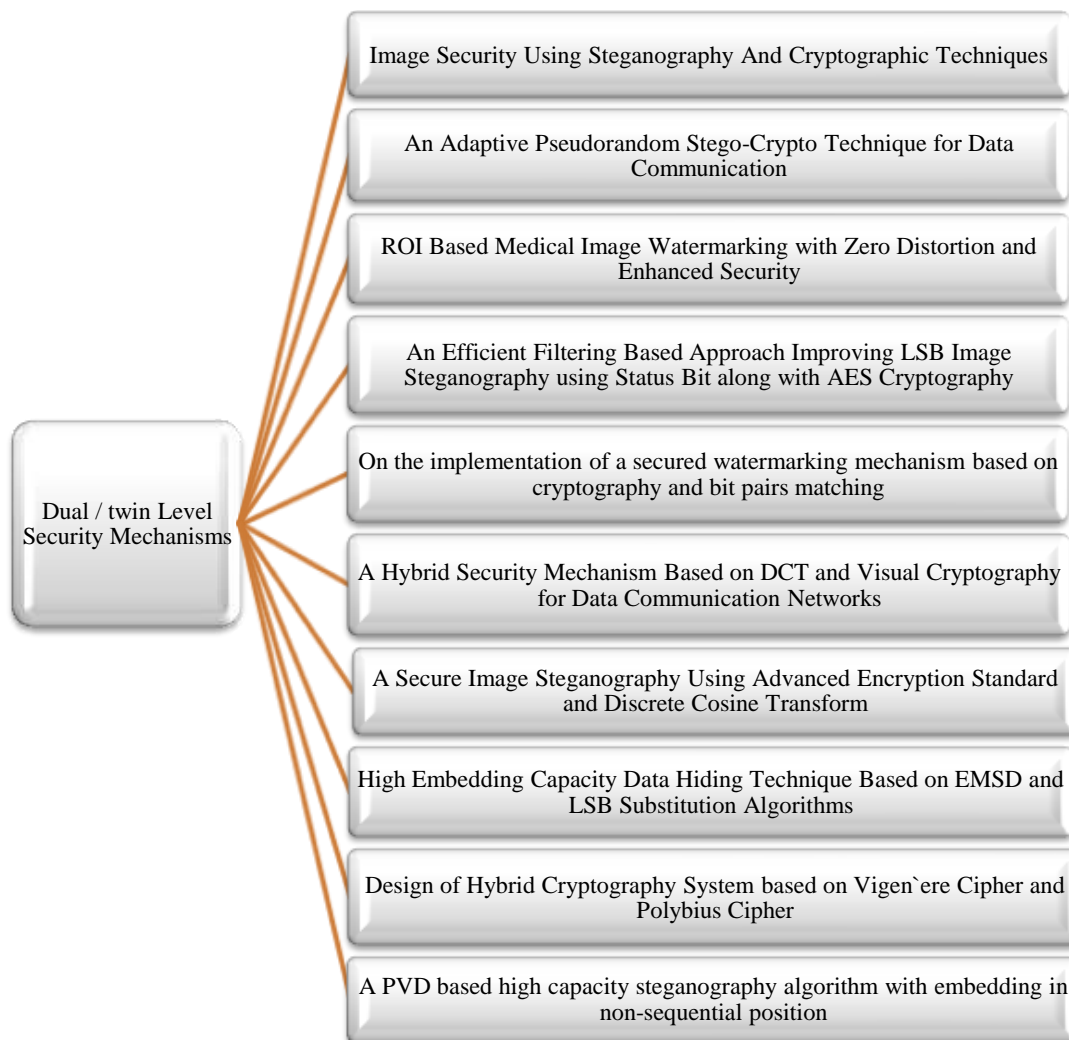 Image Security Using Steganography And Cryptographic Techniques
An Adaptive Pseudorandom Stego-Crypto Technique for Data
Communication
ROI Based Medical Image Watermarking with Zero Distortion and
Enhanced Security
An Efficient Filtering Based Approach Improving LSB Image
Steganography using Status Bit along with AES Cryptography
On the implementation of a secured watermarking mechanism based on
cryptography and bit pairs matching
Dual / twin Level
Security Mechanisms
A Hybrid Security Mechanism Based on DCT and Visual Cryptography
for Data Communication Networks
A Secure Image Steganography Using Advanced Encryption Standard
and Discrete Cosine Transform
High Embedding Capacity Data Hiding Technique Based on EMSD and
LSB Substitution Algorithms
Design of Hybrid Cryptography System based on Vigen`ere Cipher and
Polybius Cipher
A PVD based high capacity steganography algorithm with embedding in
non-sequential position